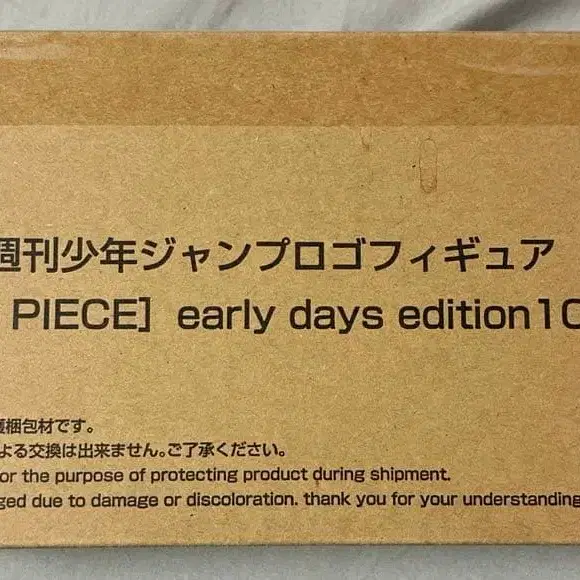 週刊少年ジャンプロゴフィギュア
PIECE］early days edition10
梱包材です。
よる交換は出来ません。ご了承ください。
or the purpose of protecting product during shipment.
ged due to damage or discoloration. thank you for your understanding